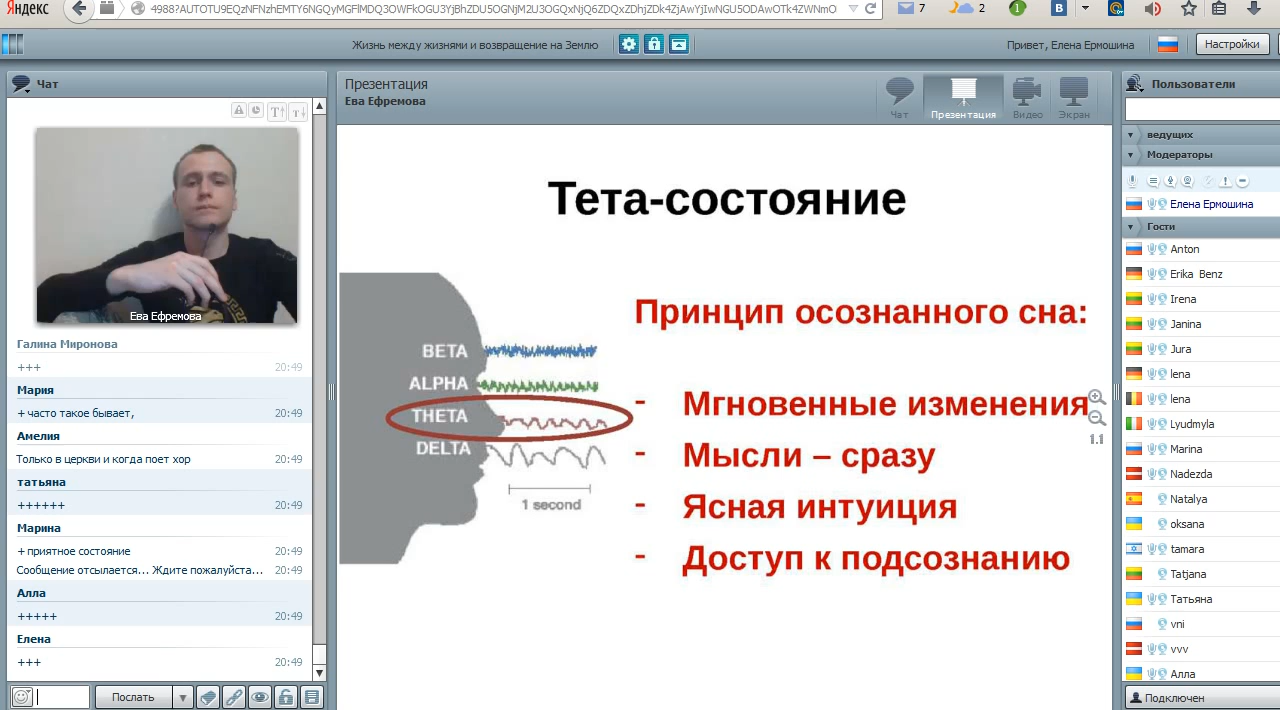 Яндекс
7
2
1
B
Жизнь между жизнями и возвращение на Землю
Привет, Елена Ермошина
Настройки
Чат
Ева Ефремова
Галина Миронова
+++ 20:49
Мария
+ часто такое бывает, 20:49
Амелия
Только в церкви и когда поет хор 20:49
татьяна
++++++ 20:49
Марина
+ приятное состояние 20:49
Сообщение отсылается... Ждите пожалуйста... 20:49
Алла
+++++ 20:49
Елена
+++ 20:49
Послать
Презентация
Ева Ефремова
Чат
Презентация
Видео
Экран
Тета-состояние
BETA
ALPHA
THETA
DELTA
1 second
Принцип осознанного сна:
- Мгновенные изменения
- Мысли – сразу
- Ясная интуиция
- Доступ к подсознанию
1.1
Пользователи
ведущих
Модераторы
Елена Ермошина
Гости
Anton
Erika Benz
Irena
Janina
Jura
lena
lena
Lyudmyla
Marina
Nadezda
Natalya
oksana
tamara
Tatjana
Татьяна
vni
vvv
Алла
Подключен